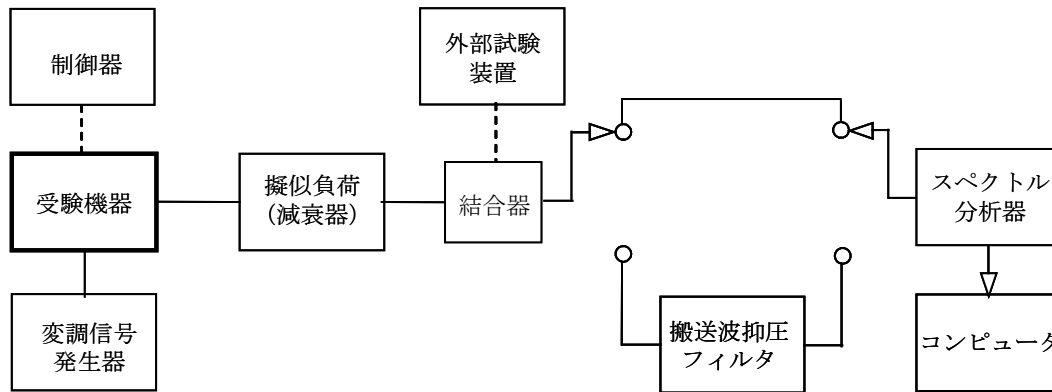 制御器
外部試験
装置
受験機器
擬似負荷
(減衰器)
結合器
スペクトル
分析器
変調信号
発生器
搬送波抑圧
フィルタ
コンピュータ